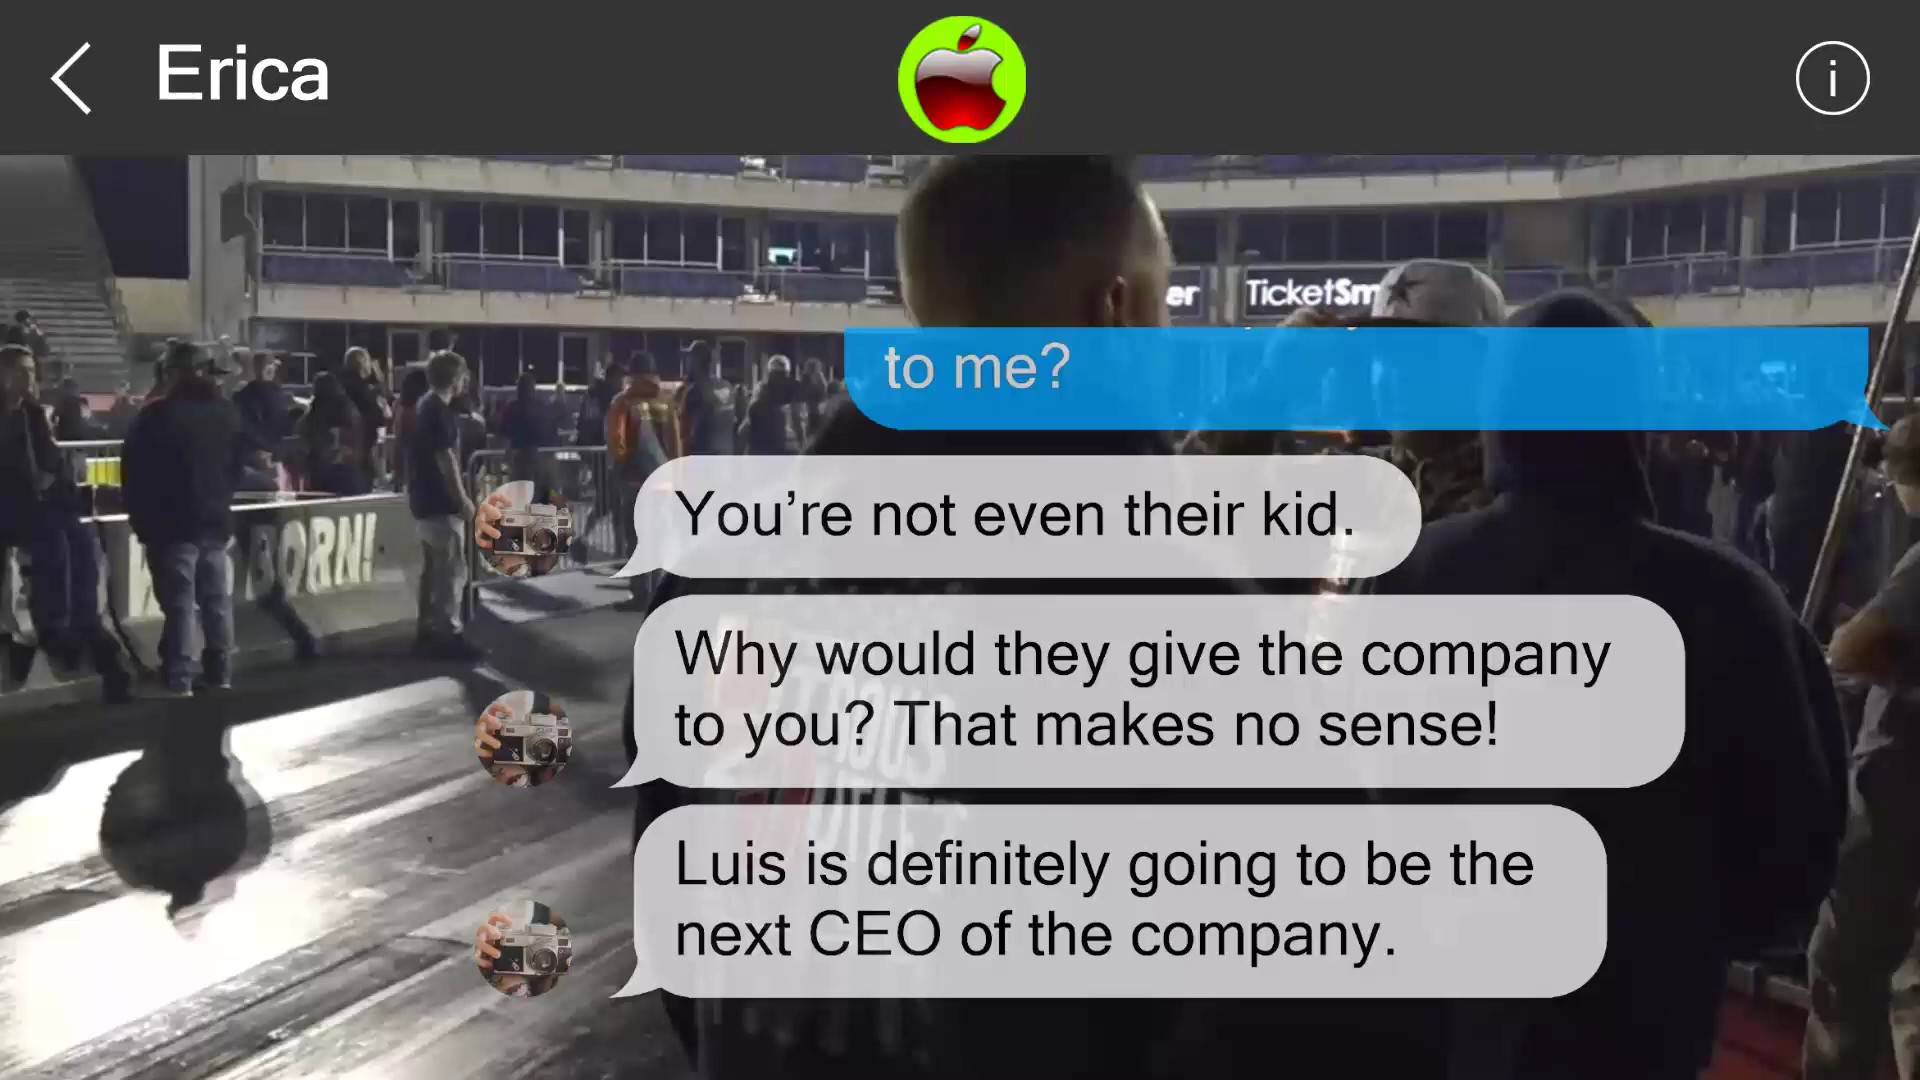 Erica
i
TicketSm
to me?
You’re not even their kid.
Why would they give the company
to you? That makes no sense!
Luis is definitely going to be the
next CEO of the company.
BORN!